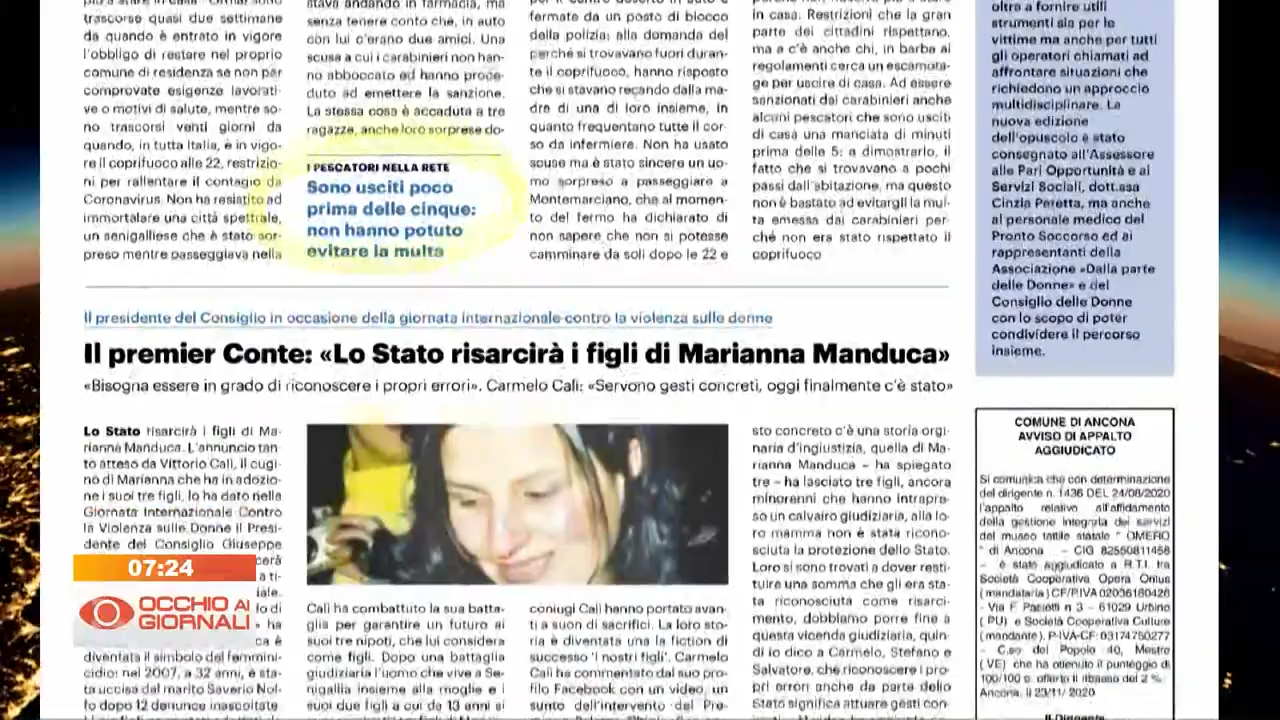 trascorse quasi due settimane
da quando è entrato in vigore
l'obbligo di restare nel proprio
comune di residenza se non per
comprovate esigenze lavorati-
ve o motivi di salute, mentre so-
no trascorsi venti giorni da
quando, in tutta Italia, è in vigo-
re il coprifuoco alle 22, restrizio-
ni per rallentare il contagio da
Coronavirus. Non ha resistito ad
immortalare una città spettrale,
un senigalliese che è stato sor-
preso mentre passeggiava nella
stava andando in farmacia, ma
senza tenere conto che, in auto
con lui c'erano due amici. Una
scusa a cui i carabinieri non han-
no abboccato ed hanno proce-
duto ad emettere la sanzione.
La stessa cosa è accaduta a tre
ragazze, anche loro sorprese do-
I PESCATORI NELLA RETE
Sono usciti poco
prima delle cinque:
non hanno potuto
evitare la multa
fermate da un posto di blocco
della polizia: alla domanda del
perché si trovavano fuori duran-
te il coprifuoco, hanno risposto
che si stavano recando dalla ma-
dre di una di loro insieme, in
quanto frequentano tutte il cor-
so da infermiere. Non ha usato
scuse ma è stato sincero un uo-
mo sorpreso a passeggiare a
Montemarciano, che al momen-
to del fermo ha dichiarato di
non sapere che non si potesse
camminare da soli dopo le 22 e
in casa. Restrizioni che la gran
parte dei cittadini rispettano,
ma a c'è anche chi, in barba ai
regolamenti cerca un escamota-
ge per uscire di casa. Ad essere
sanzionati dai carabinieri anche
alcuni pescatori che sono usciti
di casa una manciata di minuti
prima delle 5: a dimostrarlo, il
fatto che si trovavano a pochi
passi dall'abitazione, ma questo
non è bastato ad evitargli la mul-
ta emessa dai carabinieri per-
ché non era stato rispettato il
coprifuoco
oltre a fornire utili
strumenti sia per le
vittime ma anche per tutti
gli operatori chiamati ad
affrontare situazioni che
richiedono un approccio
multidisciplinare. La
nuova edizione
dell'opuscolo è stato
consegnato all'Assessore
alle Pari Opportunità e ai
Servizi Sociali, dott.ssa
Cinzia Peretta, ma anche
al personale medico del
Pronto Soccorso ed ai
rappresentanti della
Associazione «Dalla parte
delle Donne» e del
Consiglio delle Donne
con lo scopo di poter
condividere il percorso
insieme.
Il presidente del Consiglio in occasione della giornata internazionale contro la violenza sulle donne
Il premier Conte: «Lo Stato risarcirà i figli di Marianna Manduca»
«Bisogna essere in grado di riconoscere i propri errori». Carmelo Calì: «Servono gesti concreti, oggi finalmente c'è stato»
Lo Stato risarcirà i figli di Ma-
rianna Manduca. L'annuncio tan-
to atteso da Vittorio Calì, il cugi-
no di Marianna che ha in adozio-
ne i suoi tre figli, lo ha dato nella
Giornata Internazionale Contro
la Violenza sulle Donne il Presi-
dente del Consiglio Giuseppe
diventata il simbolo del femmini-
cidio: nel 2007, a 32 anni, è sta-
ta uccisa dal marito Saverio Nol-
fo dopo 12 denunce inascoltate
Calì ha combattuto la sua batta-
glia per garantire un futuro ai
suoi tre nipoti, che lui considera
come figli. Dopo una battaglia
giudiziaria l'uomo che vive a Se-
nigallia insieme alla moglie e i
suoi due figli a cui da 13 anni si
coniugi Calì hanno portato avan-
ti a suon di sacrifici. La loro sto-
ria è diventata una la fiction di
successo 'I nostri figli'. Carmelo
Calì ha commentato dal suo pro-
filo Facebook con un video, un
sunto dell'intervento del Pre-
sto concreto c'è una storia origi-
naria d'ingiustizia, quella di Ma-
rianna Manduca – ha spiegato
tre – ha lasciato tre figli, ancora
minorenni che hanno intrapre-
so un calvario giudiziario, alla lo-
ro mamma non è stata ricono-
sciuta la protezione dello Stato.
Loro si sono trovati a dover resti-
tuire una somma che gli era sta-
ta riconosciuta come risarci-
mento, dobbiamo porre fine a
questa vicenda giudiziaria, quin-
di lo dico a Carmelo, Stefano e
Salvatore, che riconoscere i pro-
pri errori anche da parte dello
Stato significa attuare gesti con-
COMUNE DI ANCONA
AVVISO DI APPALTO
AGGIUDICATO
Si comunica che con determinazione
del dirigente n. 1436 DEL 24/08/2020
l'appalto relativo all'affidamento
della gestione integrata dei servizi
del museo tattile statale " OMERO
" di Ancona – CIG 82550811458
– è stato aggiudicato a R.T.I. tra
Società Cooperativa Opera Onlus
( mandataria ) CF/P.IVA 02036180426
- Via F. Paciotti n 3 – 61029 Urbino
( PU) e Società Cooperativa Culture
( mandante). P-IVA-CF: 03174750277
– C.so del Popolo 40, Mestre
( VE) che ha ottenuto il punteggio di
100/100 e offerto il ribasso del 2 %.
Ancona, lì 23/11/ 2020
Il Dirigente
07:24
OCCHIO AI
GIORNALI